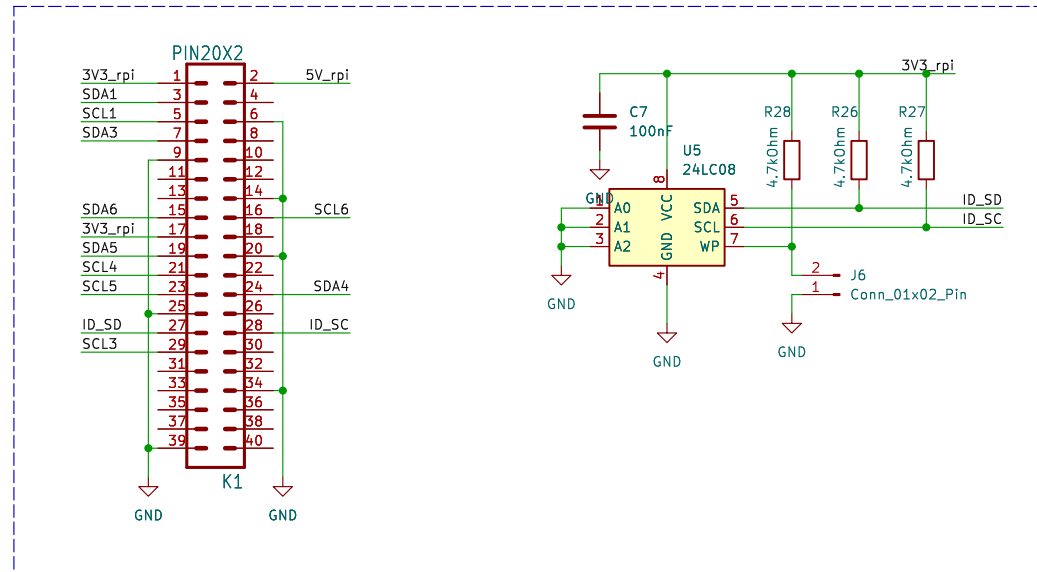 PIN20X2
3V3_rpi 1 2 5V_rpi
SDA1 3 4
SCL1 5 6
SDA3 7 8
9 10
11 12
13 14
SDA6 15 16 SCL6
3V3_rpi 17 18
SDA5 19 20
SCL4 21 22
SCL5 23 24 SDA4
25 26
ID_SD 27 28 ID_SC
SCL3 29 30
31 32
33 34
35 36
37 38
39 40
K1
GND GND
3V3_rpi
C7
100nF
GND
R28
4.7kOhm
R26
4.7kOhm
R27
4.7kOhm
U5
24LC08
8
VCC
1 A0 SDA 5 ID_SD
2 A1 SCL 6 ID_SC
3 A2 WP 7
GND
4
GND
GND
2 J6
1 Conn_01x02_Pin
GND